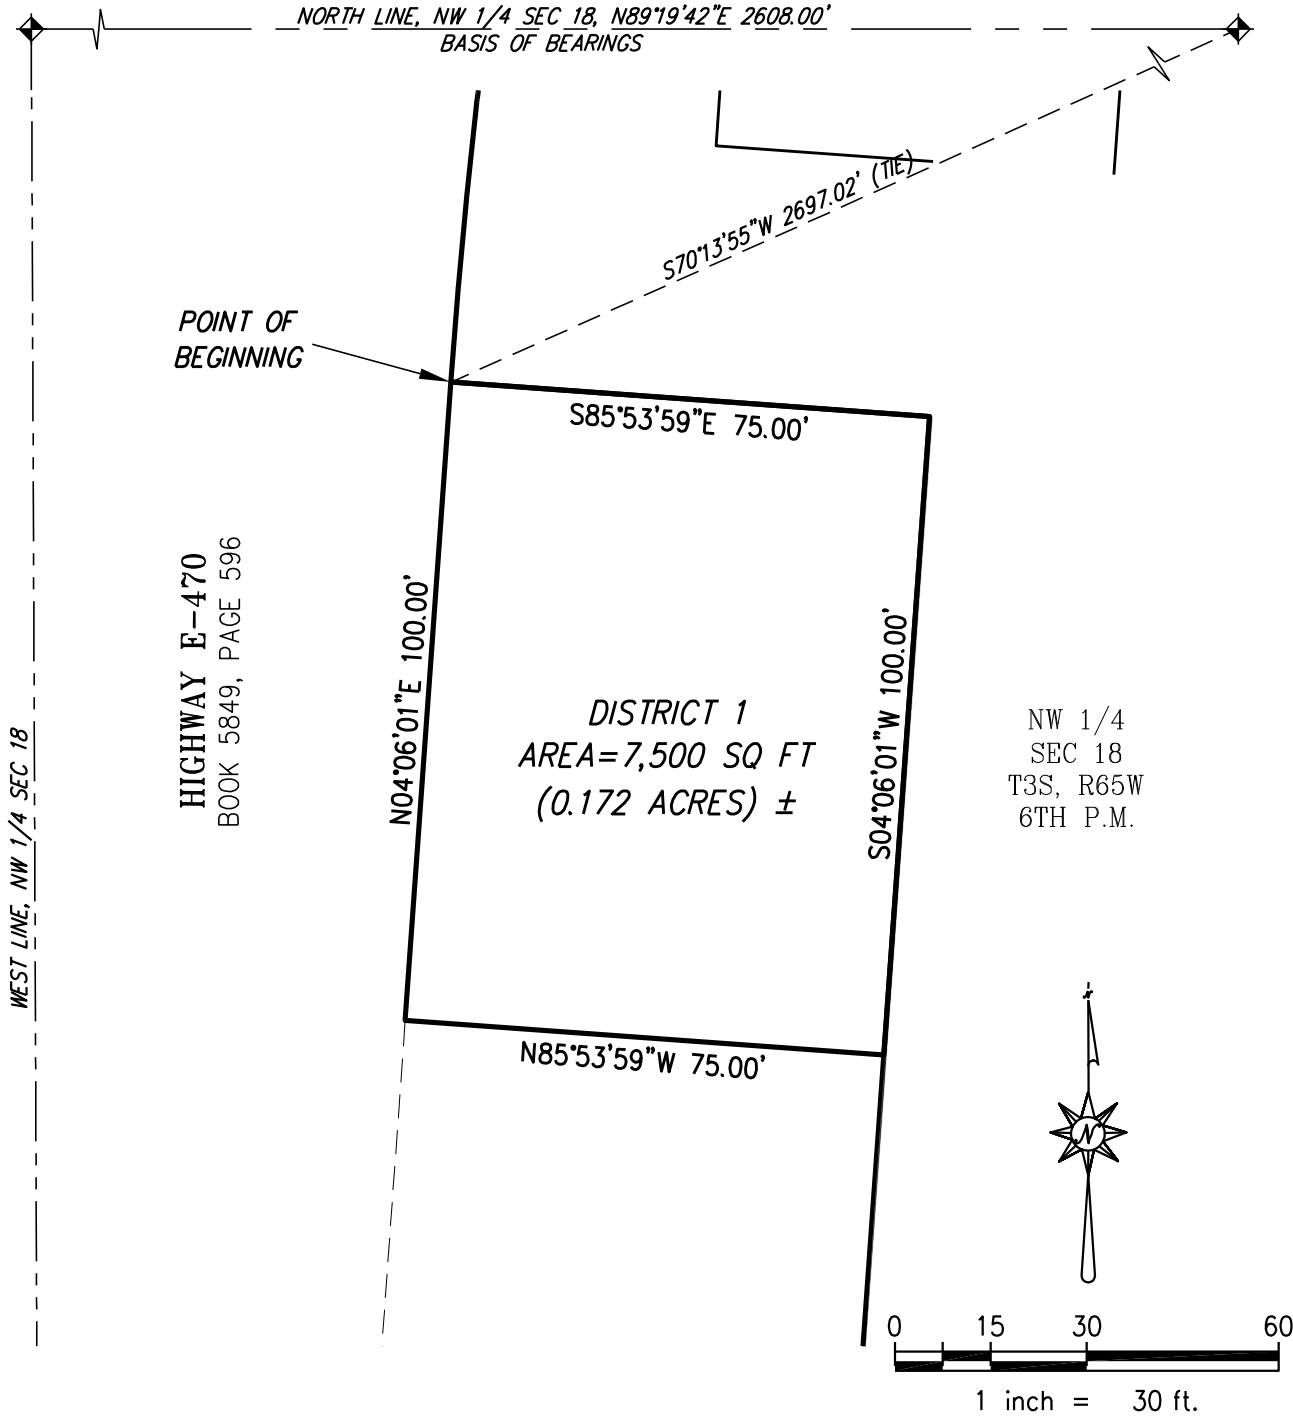 NORTH LINE, NW 1/4 SEC 18, N89°19'42"E 2608.00'
BASIS OF BEARINGS
S70°13'55"W 2697.02' (TIE)
POINT OF
BEGINNING
S85°53'59"E 75.00'
HIGHWAY E-470
BOOK 5849, PAGE 596
N04°06'01"E 100.00'
S04°06'01"W 100.00'
DISTRICT 1
AREA=7,500 SQ FT
(0.172 ACRES) ±
NW 1/4
SEC 18
T3S, R65W
6TH P.M.
WEST LINE, NW 1/4 SEC 18
N85°53'59"W 75.00'
N
N
0 15 30 60
1 inch = 30 ft.